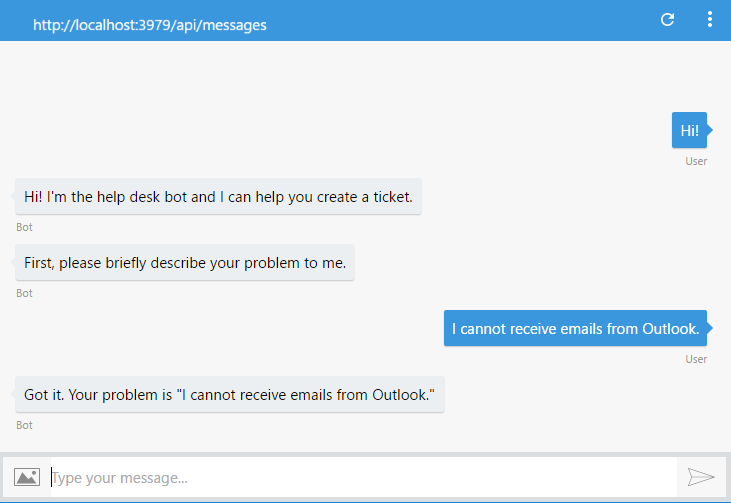 http://localhost:3979/api/messages
Hi!
User
Hi! I'm the help desk bot and I can help you create a ticket.
Bot
First, please briefly describe your problem to me.
Bot
I cannot receive emails from Outlook.
User
Got it. Your problem is "I cannot receive emails from Outlook."
Bot
Type your message...